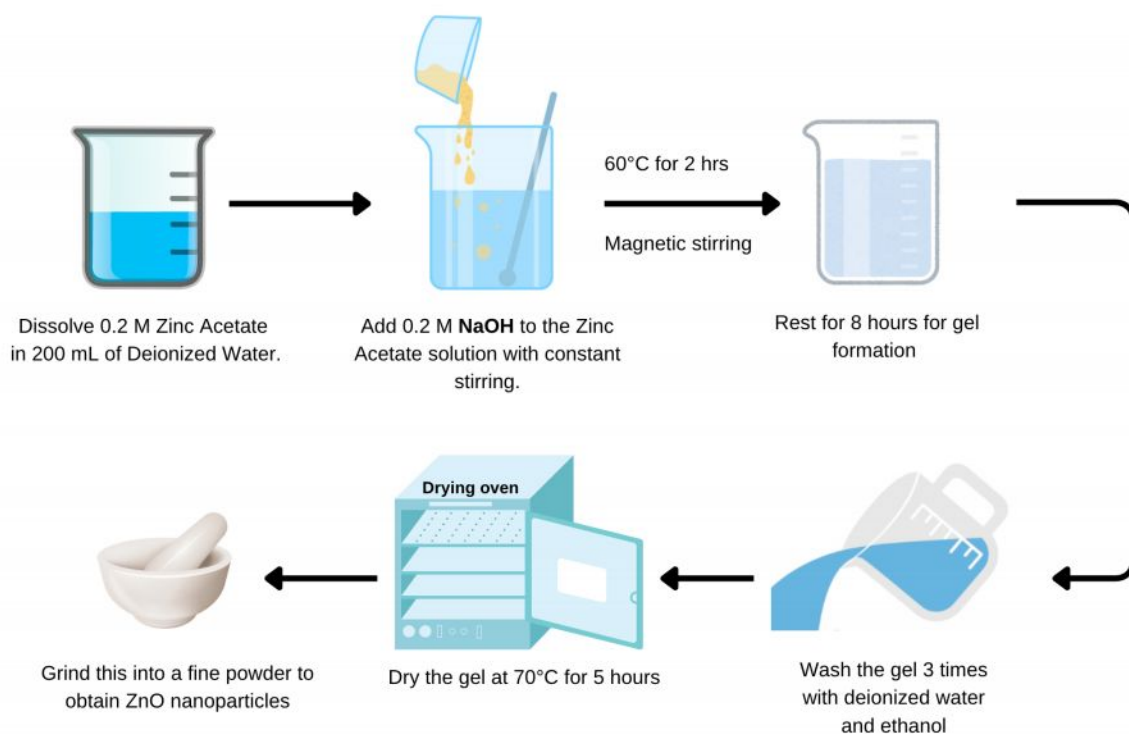 Dissolve 0.2 M Zinc Acetate
in 200 mL of Deionized Water.
Add 0.2 M NaOH to the Zinc
Acetate solution with constant
stirring.
60°C for 2 hrs
Magnetic stirring
Rest for 8 hours for gel
formation
Wash the gel 3 times
with deionized water
and ethanol
Drying oven
Dry the gel at 70°C for 5 hours
Grind this into a fine powder to
obtain ZnO nanoparticles